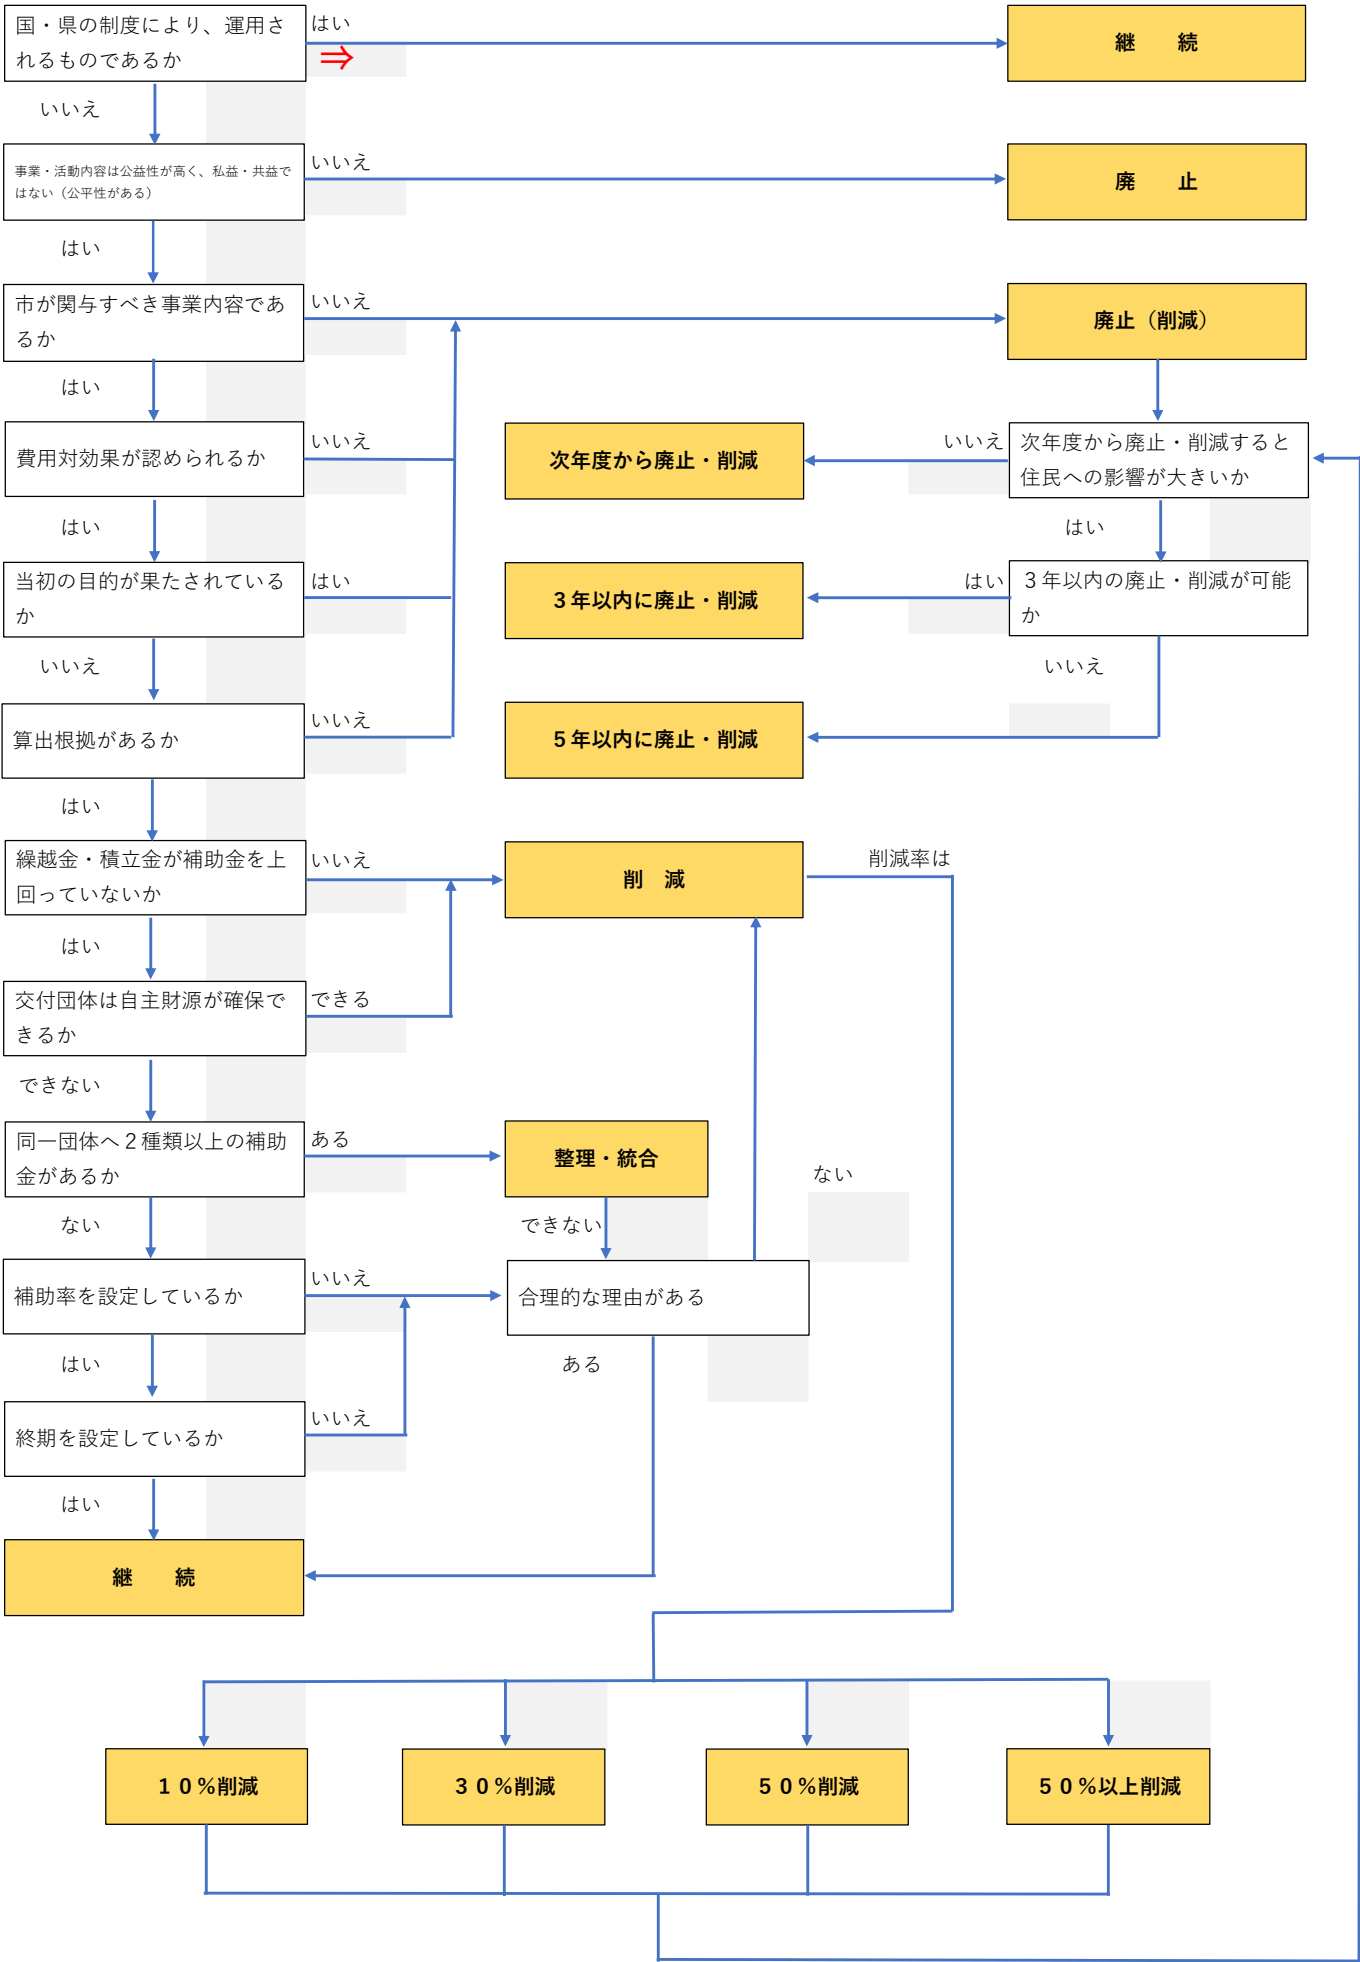 国・県の制度により、運用さ
れるものであるか
はい
⇒
継　　続
いいえ
事業・活動内容は公益性が高く、私益・共益で
はない（公平性がある）
いいえ
廃　　止
はい
市が関与すべき事業内容であ
るか
いいえ
廃止（削減）
はい
費用対効果が認められるか
いいえ
次年度から廃止・削減
いいえ
次年度から廃止・削減すると
住民への影響が大きいか
はい
はい
当初の目的が果たされている
か
はい
３年以内に廃止・削減
はい
３年以内の廃止・削減が可能
か
いいえ
いいえ
算出根拠があるか
いいえ
５年以内に廃止・削減
はい
繰越金・積立金が補助金を上
回っていないか
いいえ
削　減
削減率は
はい
交付団体は自主財源が確保で
きるか
できる
できない
同一団体へ２種類以上の補助
金があるか
ある
整理・統合
ない
ない
できない
補助率を設定しているか
いいえ
合理的な理由がある
はい
ある
終期を設定しているか
いいえ
はい
継　　続
１０％削減
３０％削減
５０％削減
５０％以上削減